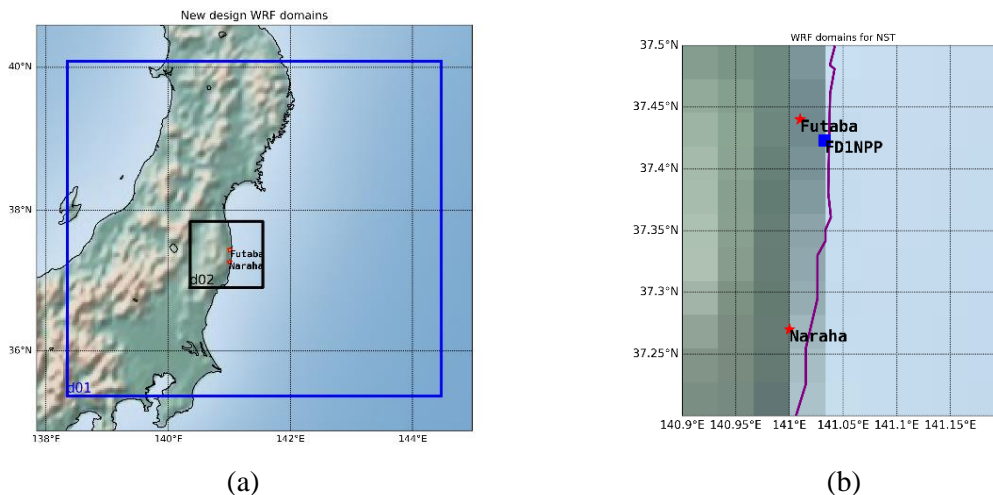 New design WRF domains
40°N
38°N
36°N
138°E 140°E 142°E 144°E
Futaba
Naraha
d02
d01
(a)
WRF domains for NST
37.5°N
37.45°N
37.4°N
37.35°N
37.3°N
37.25°N
140.9°E 140.95°E 141°E 141.05°E 141.1°E 141.15°E
Futaba
FD1NPP
Naraha
(b)